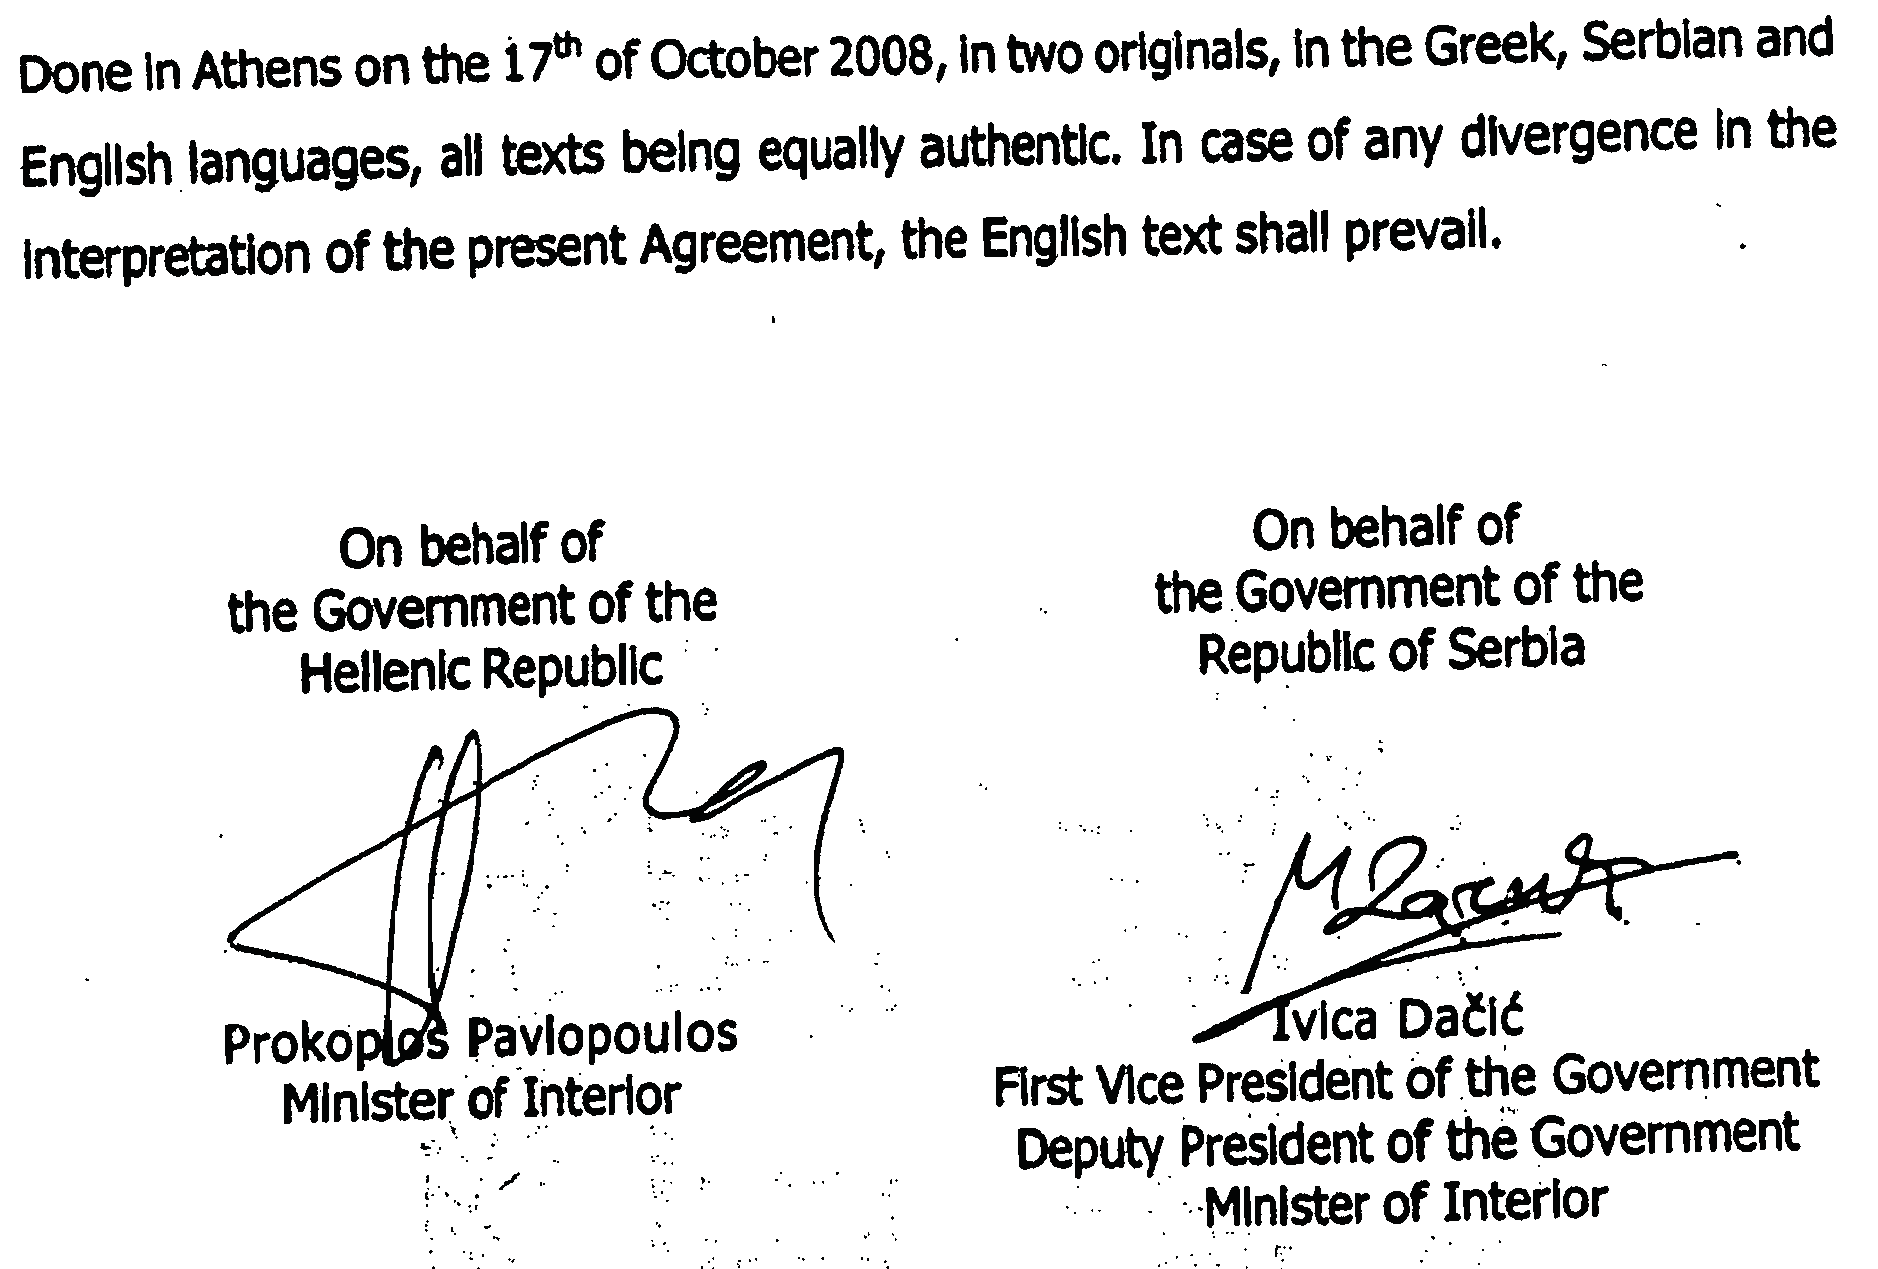 Done in Athens on the 17th of October 2008, in two originals, in the Greek, Serbian and
English languages, all texts being equally authentic. In case of any divergence in the
interpretation of the present Agreement, the English text shall prevail.
On behalf of
the Government of the
Hellenic Republic
Prokopios Pavlopoulos
Minister of Interior
On behalf of
the Government of the
Republic of Serbia
Ivica Dačić
First Vice President of the Government
Deputy President of the Government
Minister of Interior